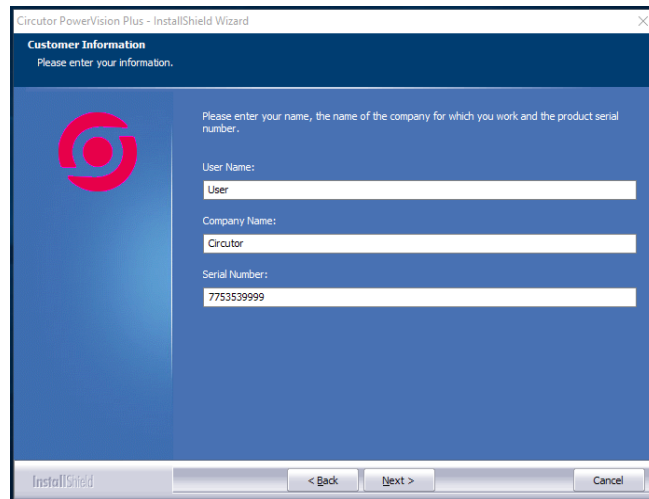 Circutor PowerVision Plus - InstallShield Wizard
Customer Information
Please enter your information.
Please enter your name, the name of the company for which you work and the product serial
number.
User Name:
User
Company Name:
Circutor
Serial Number:
7753539999
InstallShield
< Back
Next >
Cancel